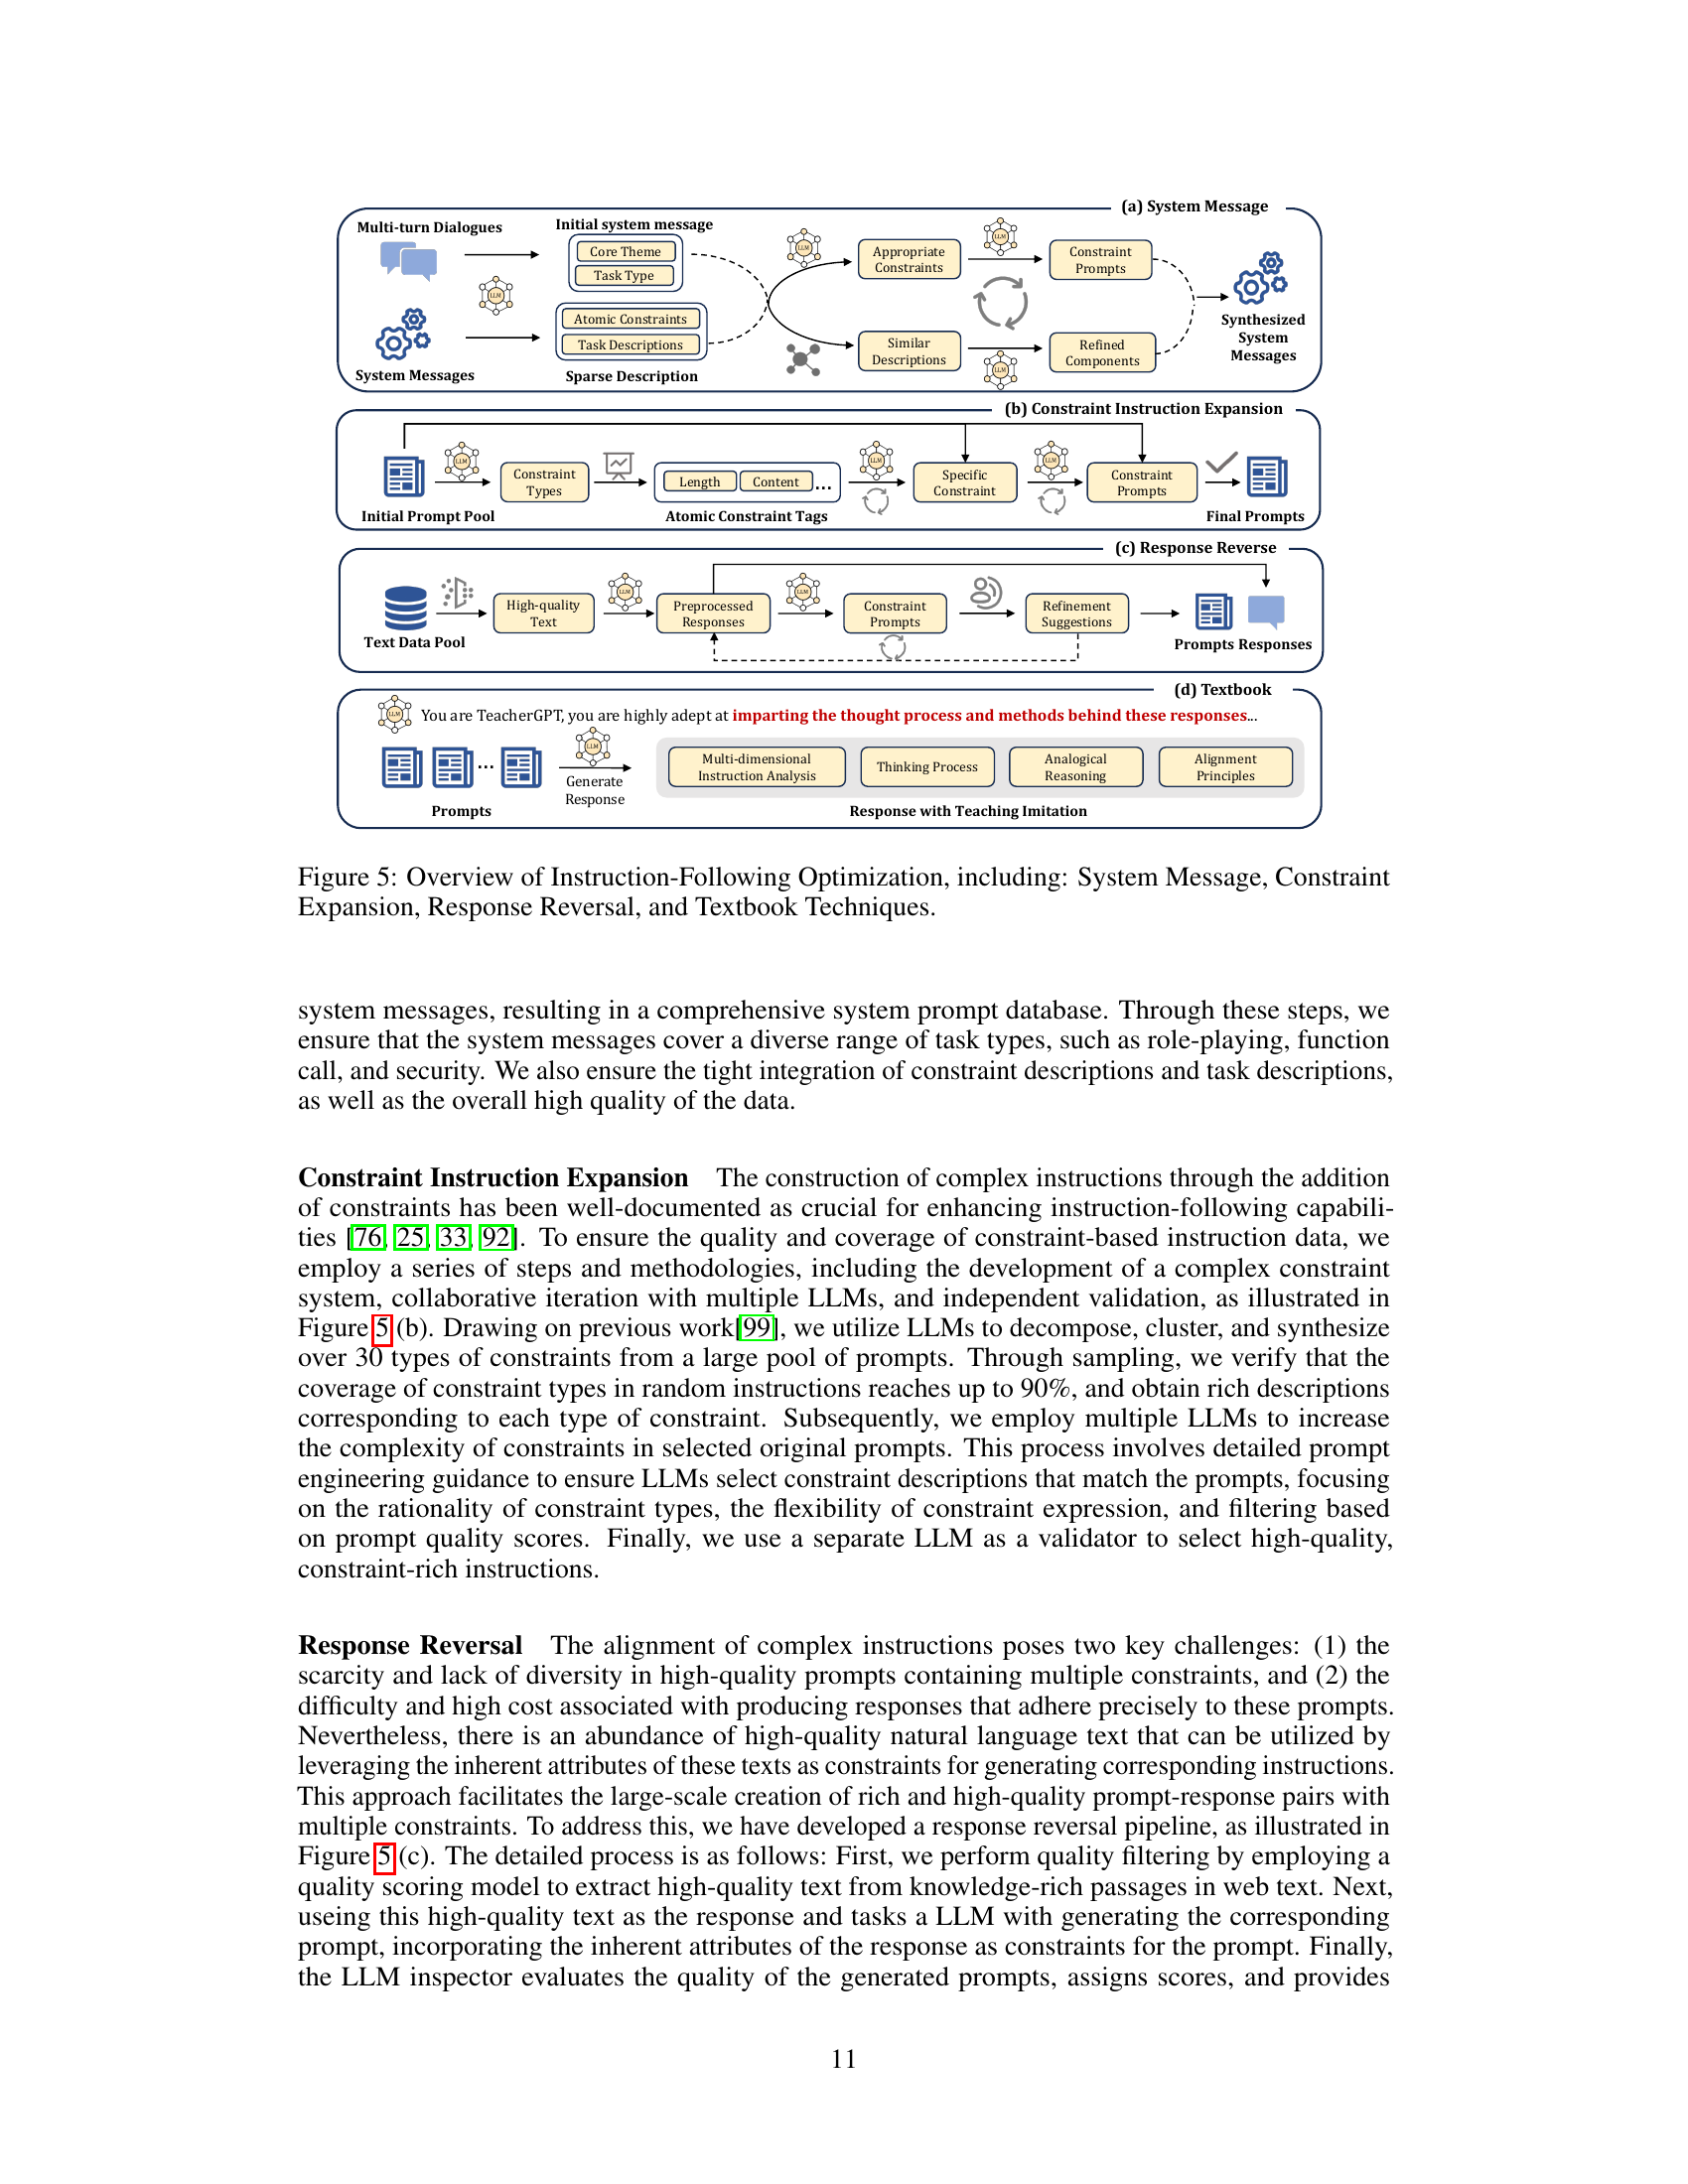 (a) System Message
Multi-turn Dialogues
Initial system message
Core Theme
Task Type
LLM
Atomic Constraints
Task Descriptions
System Messages
Sparse Description
LLM
Appropriate
Constraints
LLM
Constraint
Prompts
Similar
Descriptions
LLM
Refined
Components
Synthesized
System
Messages
(b) Constraint Instruction Expansion
Initial Prompt Pool
LLM
Constraint
Types
Length
Content
...
Atomic Constraint Tags
LLM
Specific
Constraint
LLM
Constraint
Prompts
Final Prompts
(c) Response Reverse
Text Data Pool
High-quality
Text
LLM
Preprocessed
Responses
LLM
Constraint
Prompts
Refinement
Suggestions
Prompts Responses
(d) Textbook
LLM
You are TeacherGPT, you are highly adept at imparting the thought process and methods behind these responses...
...
Prompts
LLM
Generate
Response
Multi-dimensional
Instruction Analysis
Thinking Process
Analogical
Reasoning
Alignment
Principles
Response with Teaching Imitation
Figure 5: Overview of Instruction-Following Optimization, including: System Message, Constraint
Expansion, Response Reversal, and Textbook Techniques.
system messages, resulting in a comprehensive system prompt database. Through these steps, we
ensure that the system messages cover a diverse range of task types, such as role-playing, function
call, and security. We also ensure the tight integration of constraint descriptions and task descriptions,
as well as the overall high quality of the data.
Constraint Instruction Expansion The construction of complex instructions through the addition
of constraints has been well-documented as crucial for enhancing instruction-following capabili-
ties [76, 25, 33, 92]. To ensure the quality and coverage of constraint-based instruction data, we
employ a series of steps and methodologies, including the development of a complex constraint
system, collaborative iteration with multiple LLMs, and independent validation, as illustrated in
Figure 5 (b). Drawing on previous work[99], we utilize LLMs to decompose, cluster, and synthesize
over 30 types of constraints from a large pool of prompts. Through sampling, we verify that the
coverage of constraint types in random instructions reaches up to 90%, and obtain rich descriptions
corresponding to each type of constraint. Subsequently, we employ multiple LLMs to increase
the complexity of constraints in selected original prompts. This process involves detailed prompt
engineering guidance to ensure LLMs select constraint descriptions that match the prompts, focusing
on the rationality of constraint types, the flexibility of constraint expression, and filtering based
on prompt quality scores. Finally, we use a separate LLM as a validator to select high-quality,
constraint-rich instructions.
Response Reversal The alignment of complex instructions poses two key challenges: (1) the
scarcity and lack of diversity in high-quality prompts containing multiple constraints, and (2) the
difficulty and high cost associated with producing responses that adhere precisely to these prompts.
Nevertheless, there is an abundance of high-quality natural language text that can be utilized by
leveraging the inherent attributes of these texts as constraints for generating corresponding instructions.
This approach facilitates the large-scale creation of rich and high-quality prompt-response pairs with
multiple constraints. To address this, we have developed a response reversal pipeline, as illustrated in
Figure 5 (c). The detailed process is as follows: First, we perform quality filtering by employing a
quality scoring model to extract high-quality text from knowledge-rich passages in web text. Next,
useing this high-quality text as the response and tasks a LLM with generating the corresponding
prompt, incorporating the inherent attributes of the response as constraints for the prompt. Finally,
the LLM inspector evaluates the quality of the generated prompts, assigns scores, and provides
11